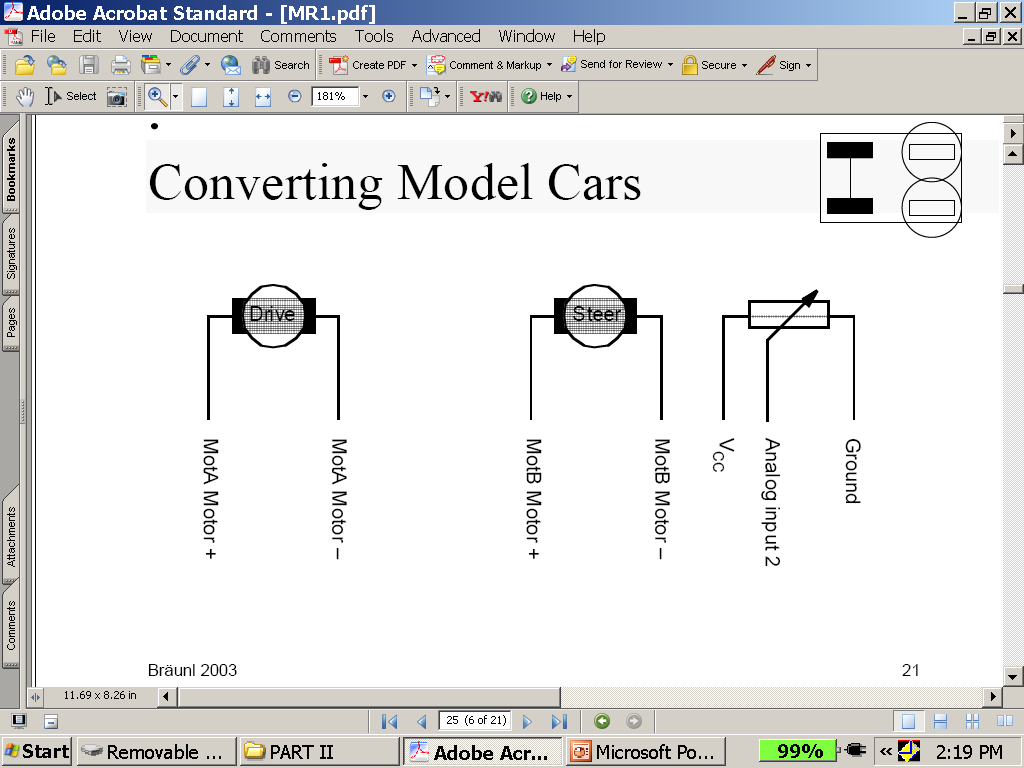 Adobe Acrobat Standard - [MR1.pdf]
File Edit View Document Comments Tools Advanced Window Help
Search Create PDF Comment & Markup Send for Review Secure Sign
Select 181% Y! Help
Bookmarks
Signatures
Pages
Attachments
Comments
•
Converting Model Cars
Drive
Steer
MotA Motor +
MotA Motor –
MotB Motor +
MotB Motor –
VCC
Analog input 2
Ground
Bräunl 2003
21
11.69 x 8.26 in
25 (6 of 21)
Start Removable ... PART II Adobe Acr... Microsoft Po... 99% « 2:19 PM